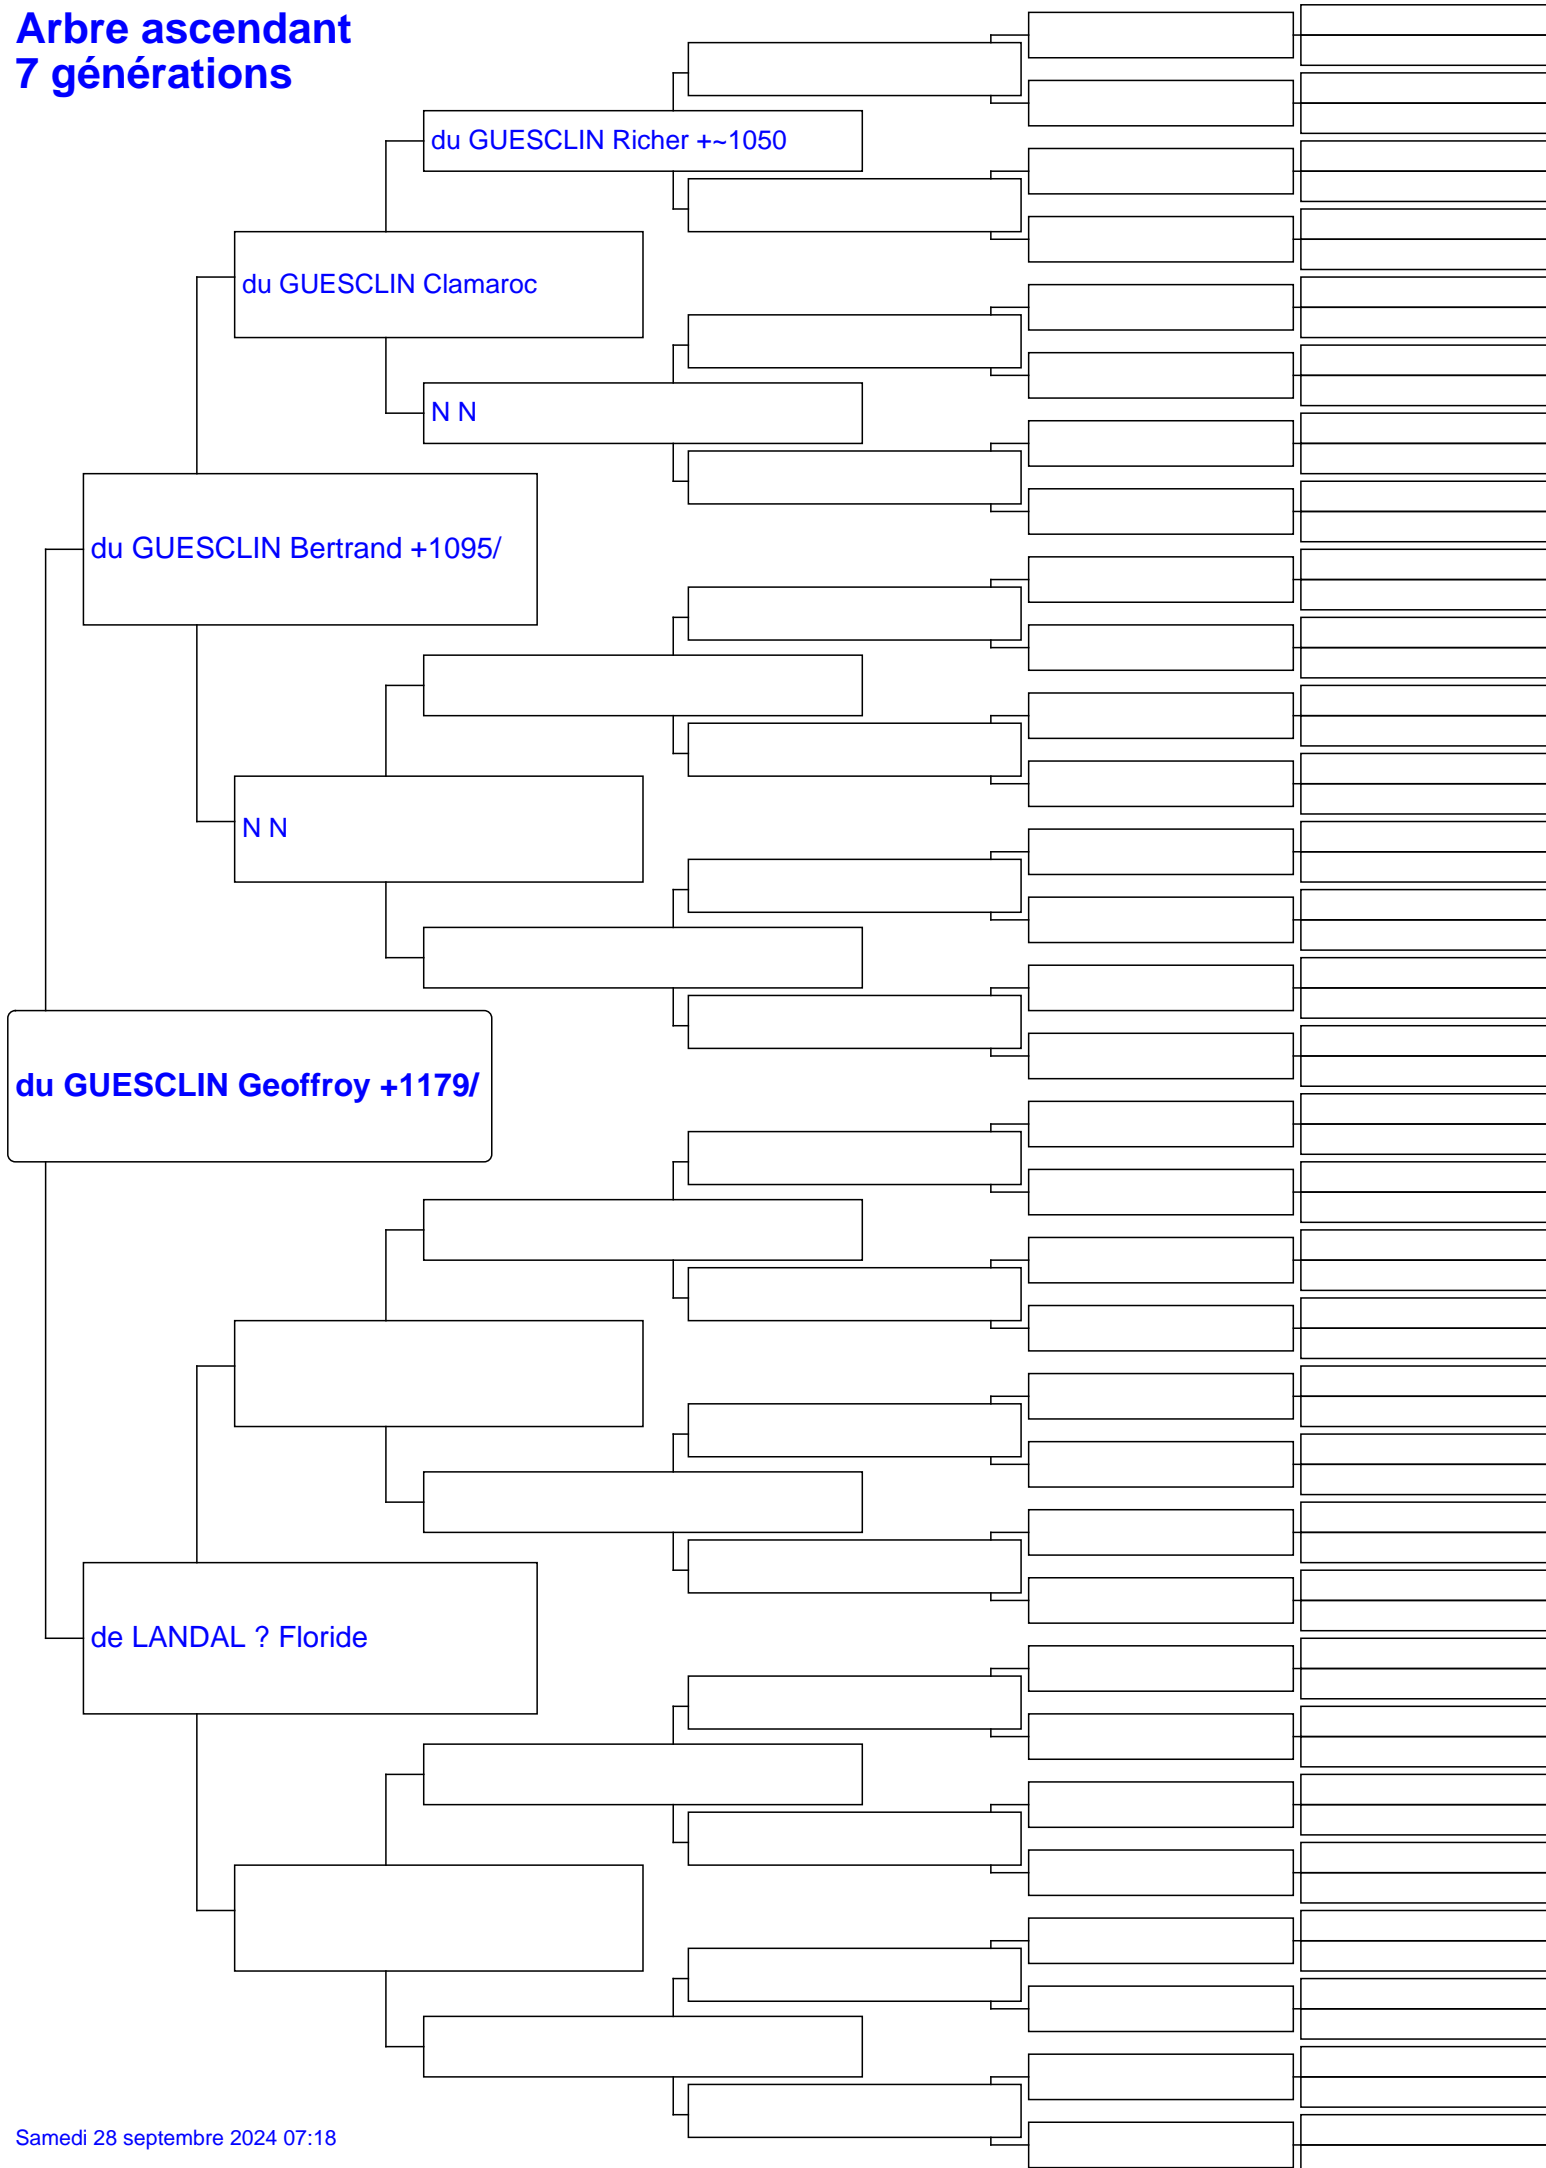 Arbre ascendant
7 générations
du GUESCLIN Richer +~1050
du GUESCLIN Clamaroc
N N
du GUESCLIN Bertrand +1095/
N N
du GUESCLIN Geoffroy +1179/
de LANDAL ? Floride
Samedi 28 septembre 2024 07:18